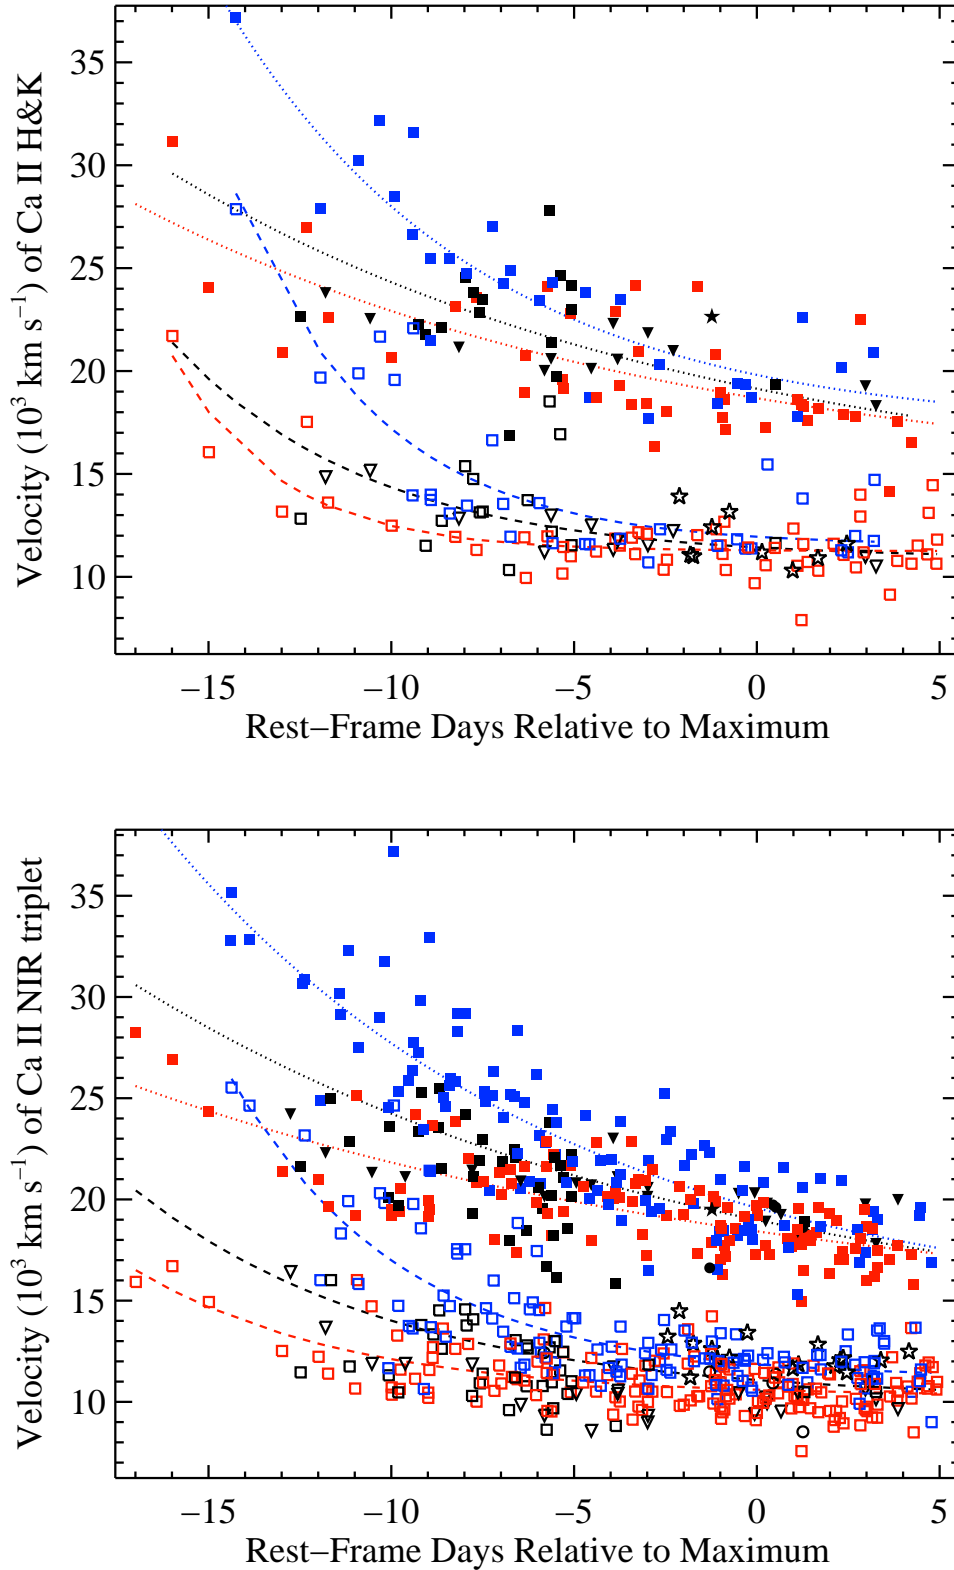 Velocity (10³ km s⁻¹) of Ca II H&K
35
30
25
20
15
10
−15 −10 −5 0 5
Rest−Frame Days Relative to Maximum
Velocity (10³ km s⁻¹) of Ca II NIR triplet
35
30
25
20
15
10
−15 −10 −5 0 5
Rest−Frame Days Relative to Maximum